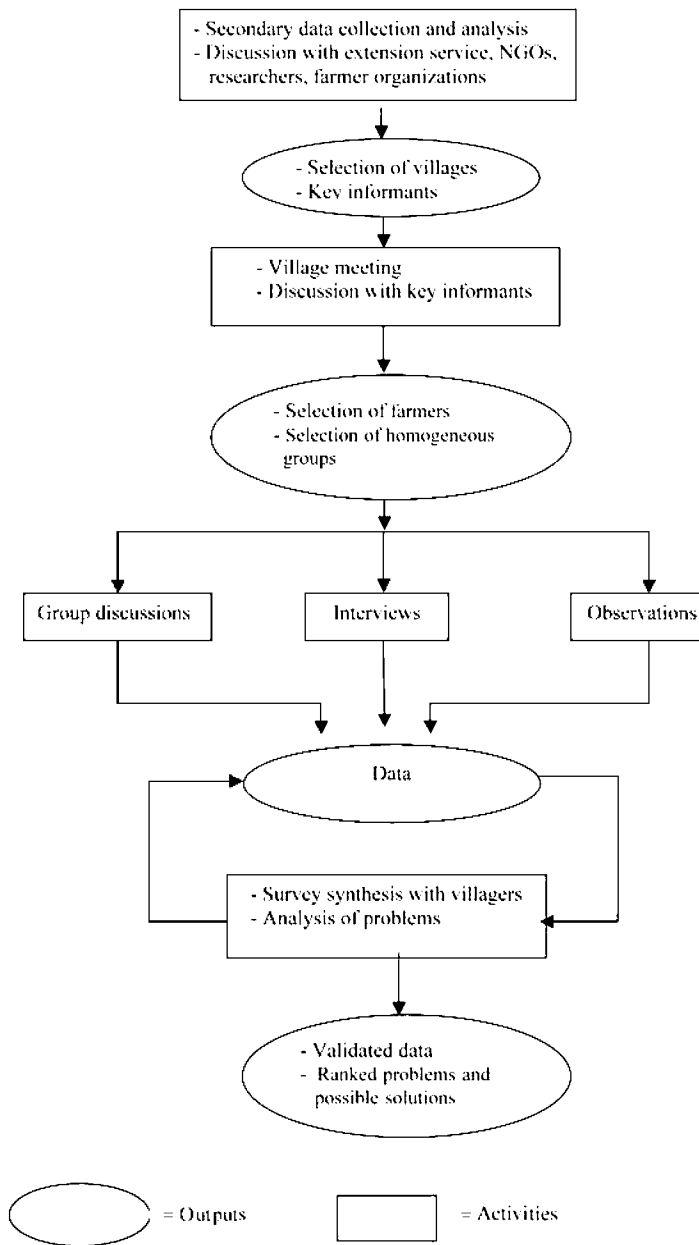 - Secondary data collection and analysis
- Discussion with extension service, NGOs,
researchers, farmer organizations
- Selection of villages
- Key informants
- Village meeting
- Discussion with key informants
- Selection of farmers
- Selection of homogeneous
groups
Group discussions
Interviews
Observations
Data
- Survey synthesis with villagers
- Analysis of problems
- Validated data
- Ranked problems and
possible solutions
= Outputs
= Activities